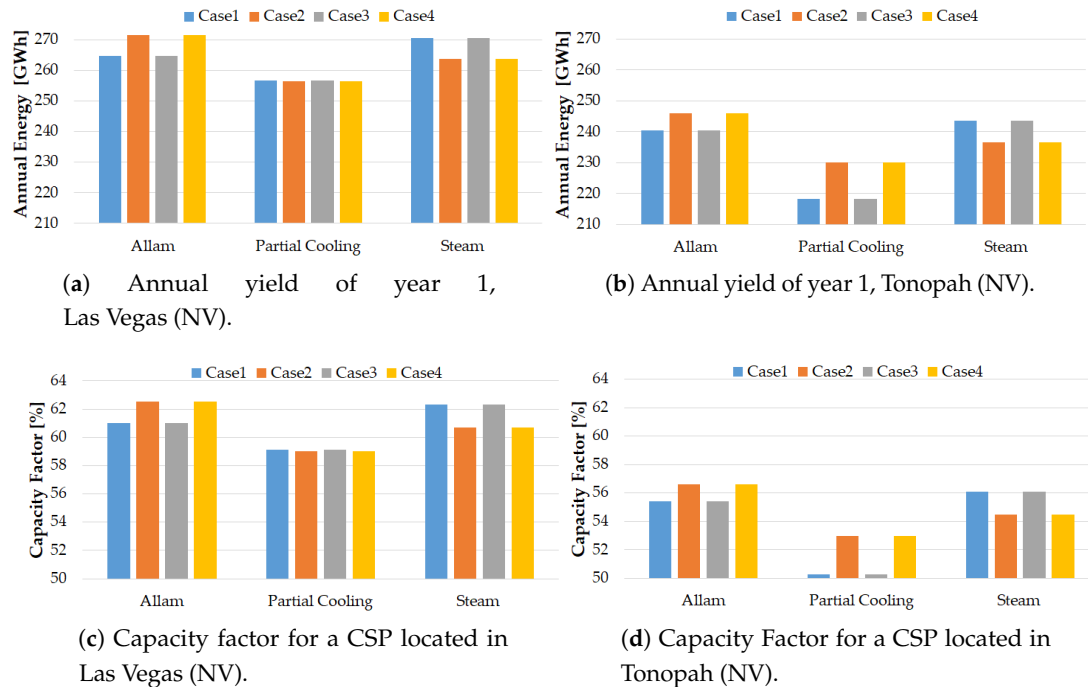 Case1 Case2 Case3 Case4
Annual Energy [GWh]
270
260
250
240
230
220
210
Allam Partial Cooling Steam
(a) Annual yield of year 1,
Las Vegas (NV).
Case1 Case2 Case3 Case4
Annual Energy [GWh]
270
260
250
240
230
220
210
Allam Partial Cooling Steam
(b) Annual yield of year 1, Tonopah (NV).
Case1 Case2 Case3 Case4
Capacity Factor [%]
64
62
60
58
56
54
52
50
Allam Partial Cooling Steam
(c) Capacity factor for a CSP located in
Las Vegas (NV).
Case1 Case2 Case3 Case4
Capacity Factor [%]
64
62
60
58
56
54
52
50
Allam Partial Cooling Steam
(d) Capacity Factor for a CSP located in
Tonopah (NV).